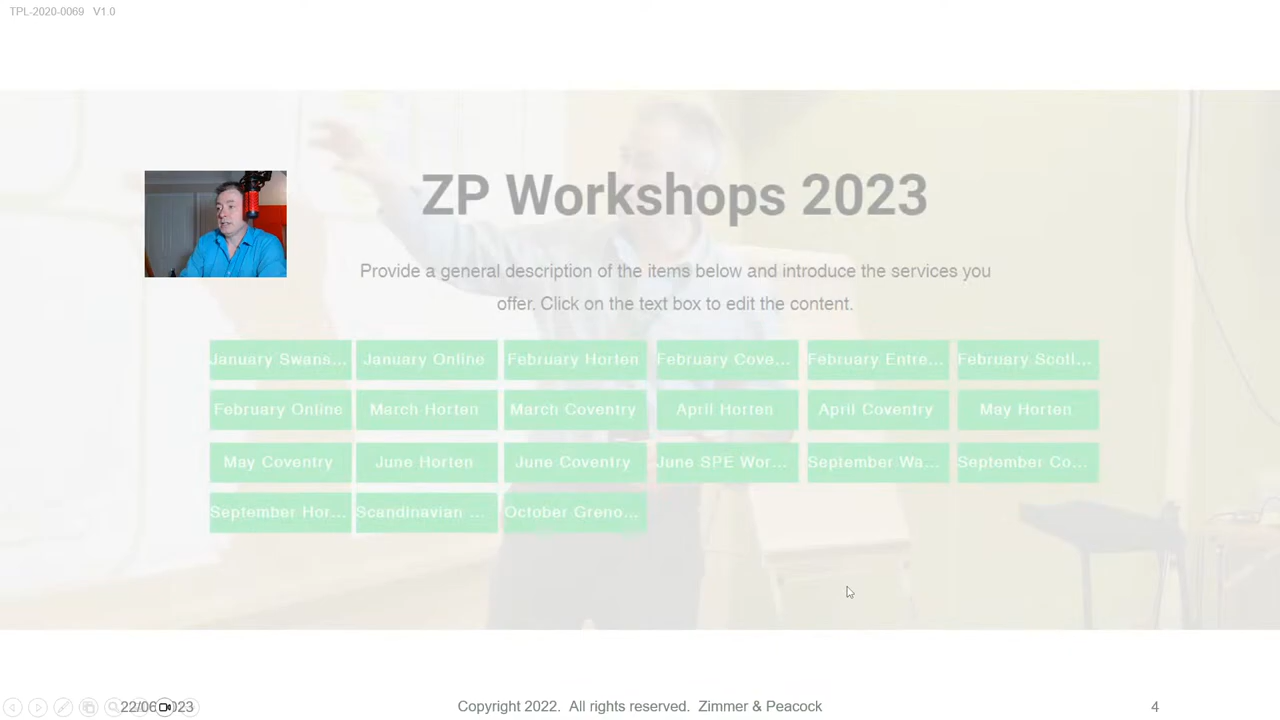 TPL-2020-0069 V1.0
ZP Workshops 2023
Provide a general description of the items below and introduce the services you
offer. Click on the text box to edit the content.
January Swans... January Online February Horten February Cove... February Entre... February Scotl...
February Online March Horten March Coventry April Horten April Coventry May Horten
May Coventry June Horten June Coventry June SPE Wor... September Wa... September Co...
September Hor... Scandinavian ... October Greno...
22/06/2023 Copyright 2022. All rights reserved. Zimmer & Peacock 4